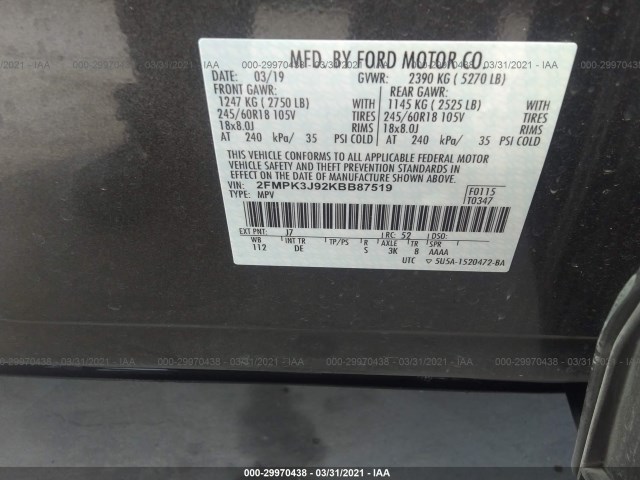 000-29970438 - 03/31/2021 - IAA
MFD. BY FORD MOTOR CO.
DATE: 03/19 GVWR: 2390 KG ( 5270 LB)
FRONT GAWR: REAR GAWR:
1247 KG ( 2750 LB) WITH 1145 KG ( 2525 LB) WITH
245/60R18 105V TIRES 245/60R18 105V TIRES
18x8.0J RIMS 18x8.0J RIMS
AT 240 kPa/ 35 PSI COLD AT 240 kPa/ 35 PSI COLD
THIS VEHICLE CONFORMS TO ALL APPLICABLE FEDERAL MOTOR
VEHICLE SAFETY AND THEFT PREVENTION STANDARDS IN
EFFECT ON THE DATE OF MANUFACTURE SHOWN ABOVE.
VIN: 2FMPK3J92KBB87519 F0115
TYPE: MPV T0347
EXT PNT: J7 RC: 52 DSO:
WB INT TR TP/PS R AXLE TR SPR
112 DE 5 3K 8 AAAA
UTC 5U5A-1520472-BA
000-29970438 - 03/31/2021 - IAA
000-29970438 - 03/31/2021 - IAA